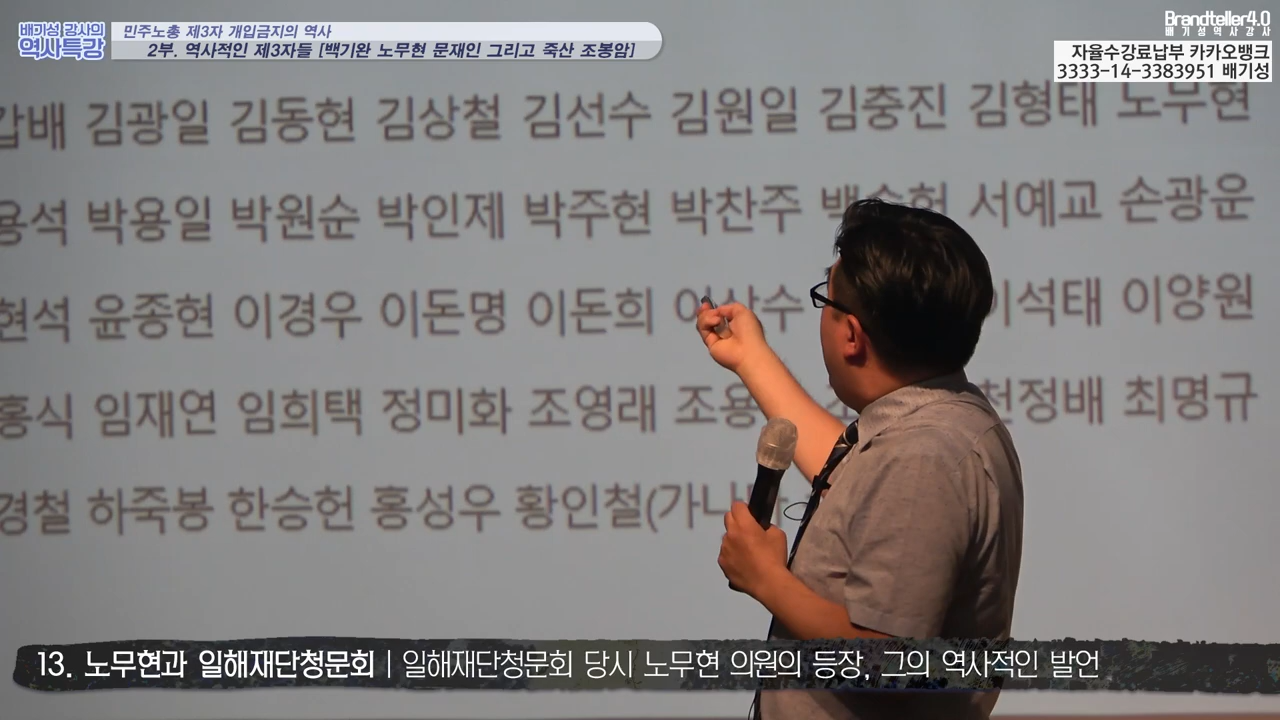 배기성 강사의
역사특강
민주노총 제3자 개입금지의 역사
2부. 역사적인 제3자들 [백기완 노무현 문재인 그리고 죽산 조봉암]
Brandteller4.0
배기성역사강사
자율수강료납부 카카오뱅크
3333-14-3383951 배기성
갑배 김광일 김동현 김상철 김선수 김원일 김충진 김형태 노무현
용석 박용일 박원순 박인제 박주현 박찬주 백승헌 서예교 손광운
현석 윤종현 이경우 이돈명 이돈희 이상수 이석태 이양원
홍식 임재연 임희택 정미화 조영래 조용 천정배 최명규
경철 하죽봉 한승헌 홍성우 황인철(가나다
13. 노무현과 일해재단청문회 | 일해재단청문회 당시 노무현 의원의 등장, 그의 역사적인 발언